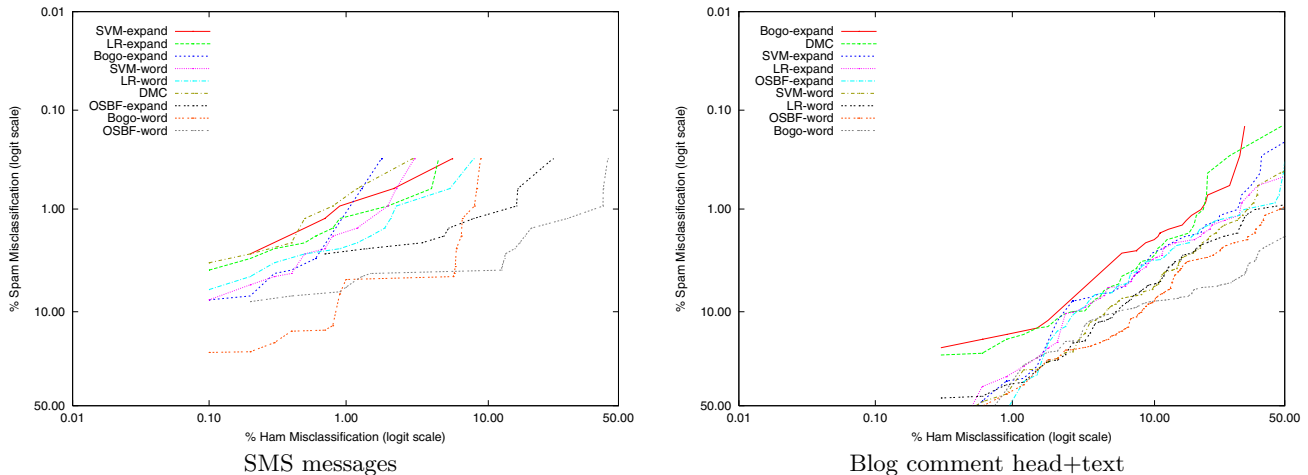 0.01
0.10
1.00
10.00
50.00
% Spam Misclassification (logit scale)
SVM-expand
LR-expand
Bogo-expand
SVM-word
LR-word
DMC
OSBF-expand
Bogo-word
OSBF-word
0.01 0.10 1.00 10.00 50.00
% Ham Misclassification (logit scale)
SMS messages
0.01
0.10
1.00
10.00
50.00
% Spam Misclassification (logit scale)
Bogo-expand
DMC
SVM-expand
LR-expand
OSBF-expand
SVM-word
LR-word
OSBF-word
Bogo-word
0.01 0.10 1.00 10.00 50.00
% Ham Misclassification (logit scale)
Blog comment head+text